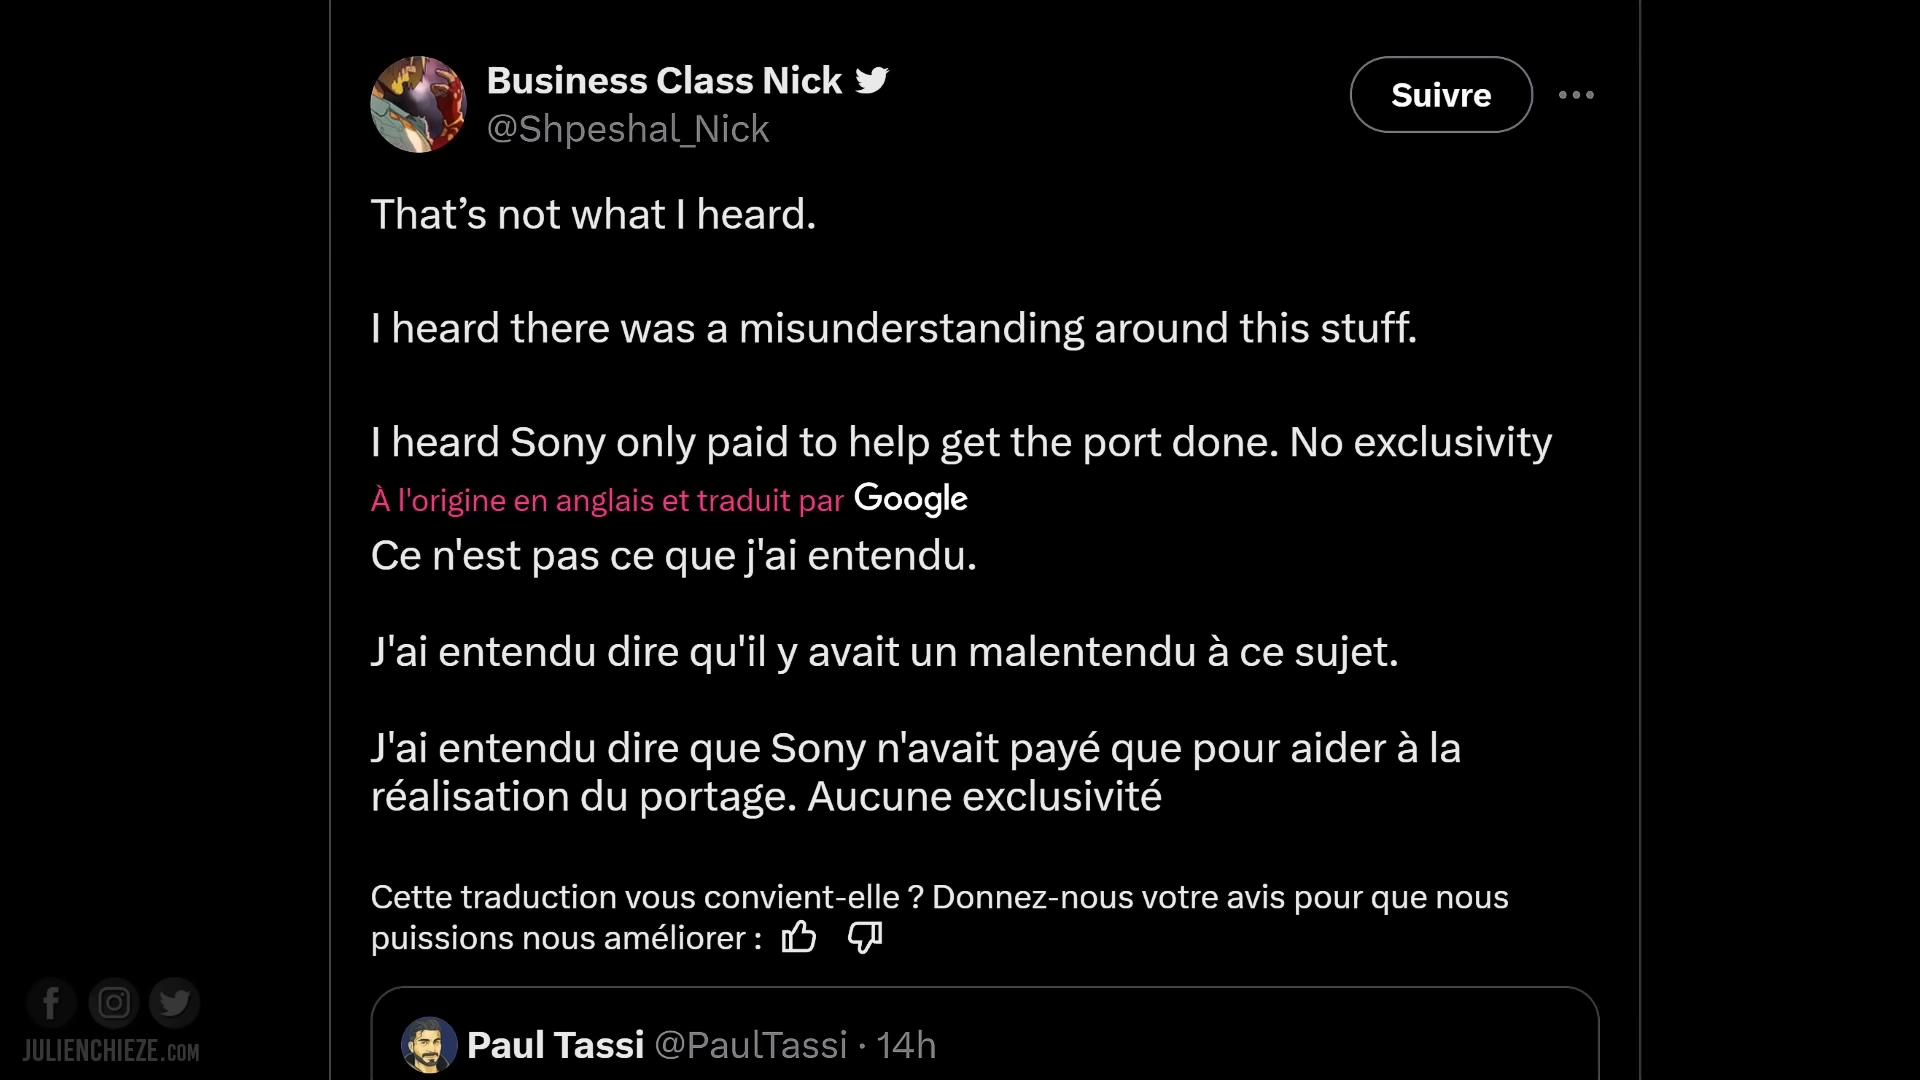 Business Class Nick
@Shpeshal_Nick
Suivre
That’s not what I heard.
I heard there was a misunderstanding around this stuff.
I heard Sony only paid to help get the port done. No exclusivity
À l'origine en anglais et traduit par Google
Ce n'est pas ce que j'ai entendu.
J'ai entendu dire qu'il y avait un malentendu à ce sujet.
J'ai entendu dire que Sony n'avait payé que pour aider à la
réalisation du portage. Aucune exclusivité
Cette traduction vous convient-elle ? Donnez-nous votre avis pour que nous
puissions nous améliorer :
Paul Tassi @PaulTassi · 14h
JULIENCHIEZE.COM